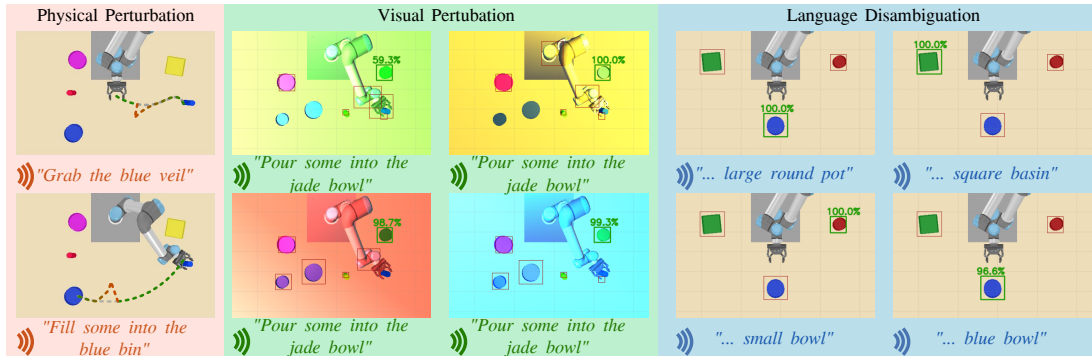 Physical Perturbation
Visual Pertubation
Language Disambiguation
59.3%
100.0%
100.0%
100.0%
"Grab the blue veil"
"Pour some into the
jade bowl"
"Pour some into the
jade bowl"
"... large round pot"
"... square basin"
98.7%
99.3%
100.0%
96.6%
"Fill some into the
blue bin"
"Pour some into the
jade bowl"
"Pour some into the
jade bowl"
"... small bowl"
"... blue bowl"